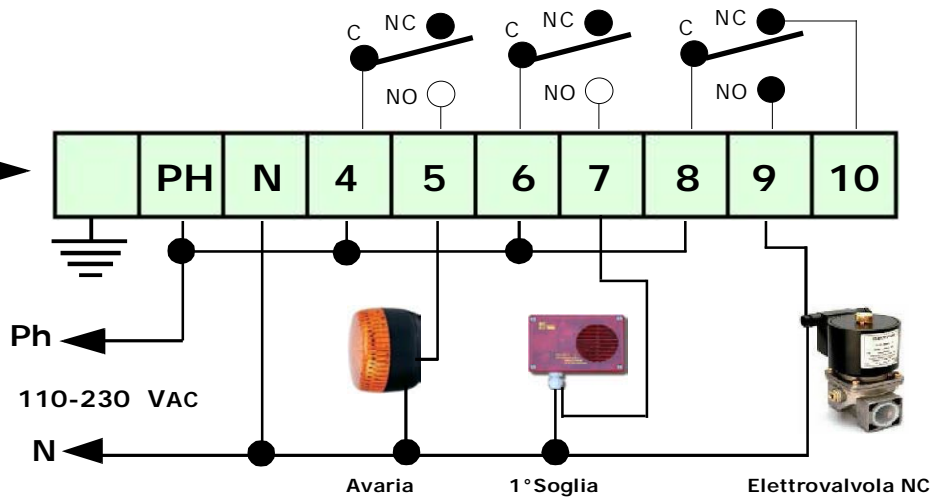 C NC C NC C NC
NO NO NO
PH N 4 5 6 7 8 9 10
Ph
110-230 VAC
N
Avaria 1°Soglia Elettrovalvola NC